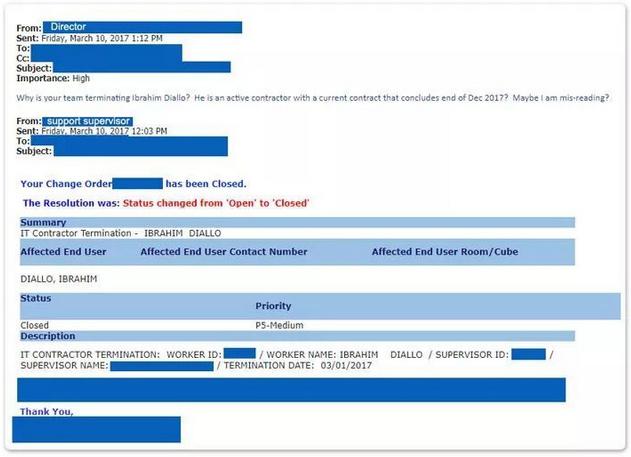 From: Director
Sent: Friday, March 10, 2017 1:12 PM
To:
Cc:
Subject:
Importance: High
Why is your team terminating Ibrahim Diallo? He is an active contractor with a current contract that concludes end of Dec 2017?? Maybe I am mis-reading?
From: support supervisor
Sent: Friday, March 10, 2017 12:03 PM
To:
Subject:
Your Change Order has been Closed.
The Resolution was: Status changed from 'Open' to 'Closed'
Summary
IT Contractor Termination - IBRAHIM DIALLO
Affected End User Affected End User Contact Number Affected End User Room/Cube
DIALLO, IBRAHIM
Status Priority
Closed P5-Medium
Description
IT CONTRACTOR TERMINATION: WORKER ID: / WORKER NAME: IBRAHIM DIALLO / SUPERVISOR ID: /
SUPERVISOR NAME: / TERMINATION DATE: 03/01/2017
Thank You,